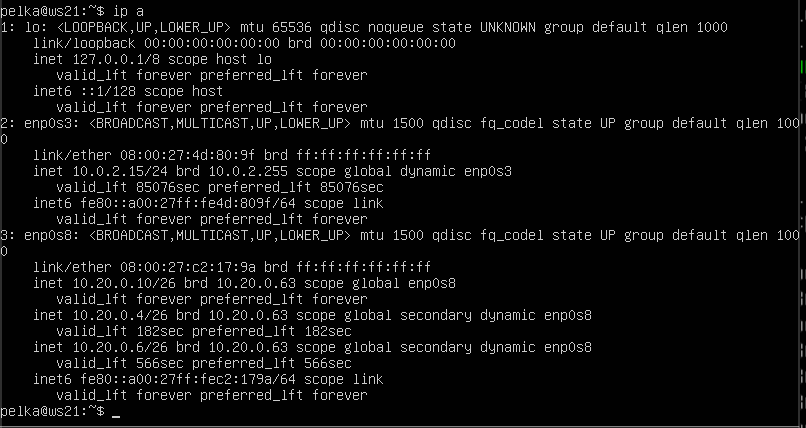 pelka@ws21:~$ ip a
1: lo: <LOOPBACK,UP,LOWER_UP> mtu 65536 qdisc noqueue state UNKNOWN group default qlen 1000
    link/loopback 00:00:00:00:00:00 brd 00:00:00:00:00:00
    inet 127.0.0.1/8 scope host lo
       valid_lft forever preferred_lft forever
    inet6 ::1/128 scope host
       valid_lft forever preferred_lft forever
2: enp0s3: <BROADCAST,MULTICAST,UP,LOWER_UP> mtu 1500 qdisc fq_codel state UP group default qlen 100
0
    link/ether 08:00:27:4d:80:9f brd ff:ff:ff:ff:ff:ff
    inet 10.0.2.15/24 brd 10.0.2.255 scope global dynamic enp0s3
       valid_lft 85076sec preferred_lft 85076sec
    inet6 fe80::a00:27ff:fe4d:809f/64 scope link
       valid_lft forever preferred_lft forever
3: enp0s8: <BROADCAST,MULTICAST,UP,LOWER_UP> mtu 1500 qdisc fq_codel state UP group default qlen 100
0
    link/ether 08:00:27:c2:17:9a brd ff:ff:ff:ff:ff:ff
    inet 10.20.0.10/26 brd 10.20.0.63 scope global enp0s8
       valid_lft forever preferred_lft forever
    inet 10.20.0.4/26 brd 10.20.0.63 scope global secondary dynamic enp0s8
       valid_lft 182sec preferred_lft 182sec
    inet 10.20.0.6/26 brd 10.20.0.63 scope global secondary dynamic enp0s8
       valid_lft 566sec preferred_lft 566sec
    inet6 fe80::a00:27ff:fec2:179a/64 scope link
       valid_lft forever preferred_lft forever
pelka@ws21:~$ _